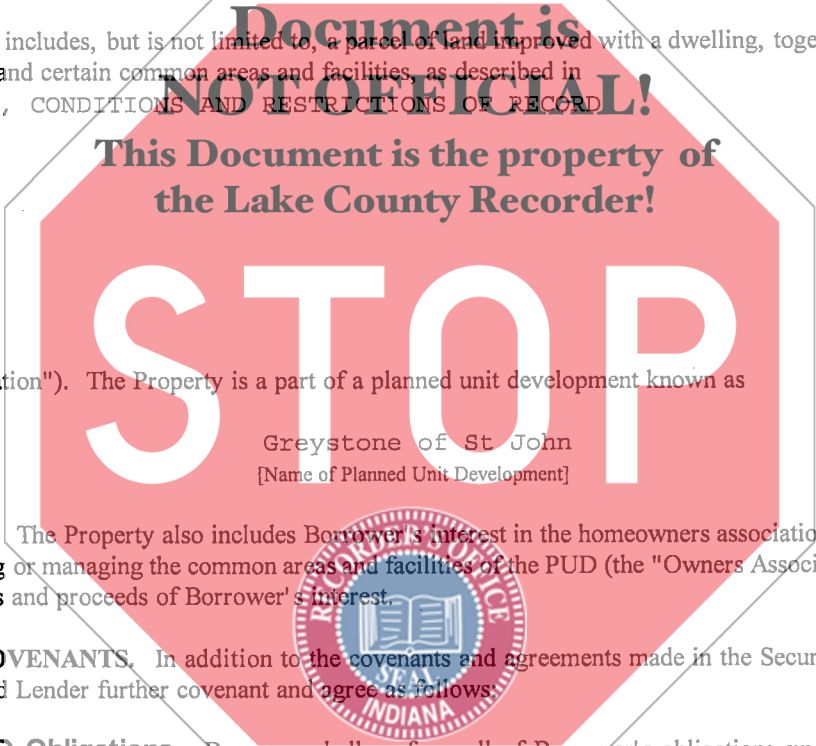 Document is
includes, but is not limited to, a parcel of land improved with a dwelling, toge
and certain common areas and facilities, as described in
, CONDITIONS AND RESTRICTIONS OF RECORD
NOT OFFICIAL!
This Document is the property of
the Lake County Recorder!
STOP
tion"). The Property is a part of a planned unit development known as
Greystone of St John
[Name of Planned Unit Development]
The Property also includes Borrower's interest in the homeowners associatio
g or managing the common areas and facilities of the PUD (the "Owners Associ
s and proceeds of Borrower's interest.
RECORDER'S OFFICE
SEAL
INDIANA
OVENANTS. In addition to the covenants and agreements made in the Secur
d Lender further covenant and agree as follows:
Obligations.